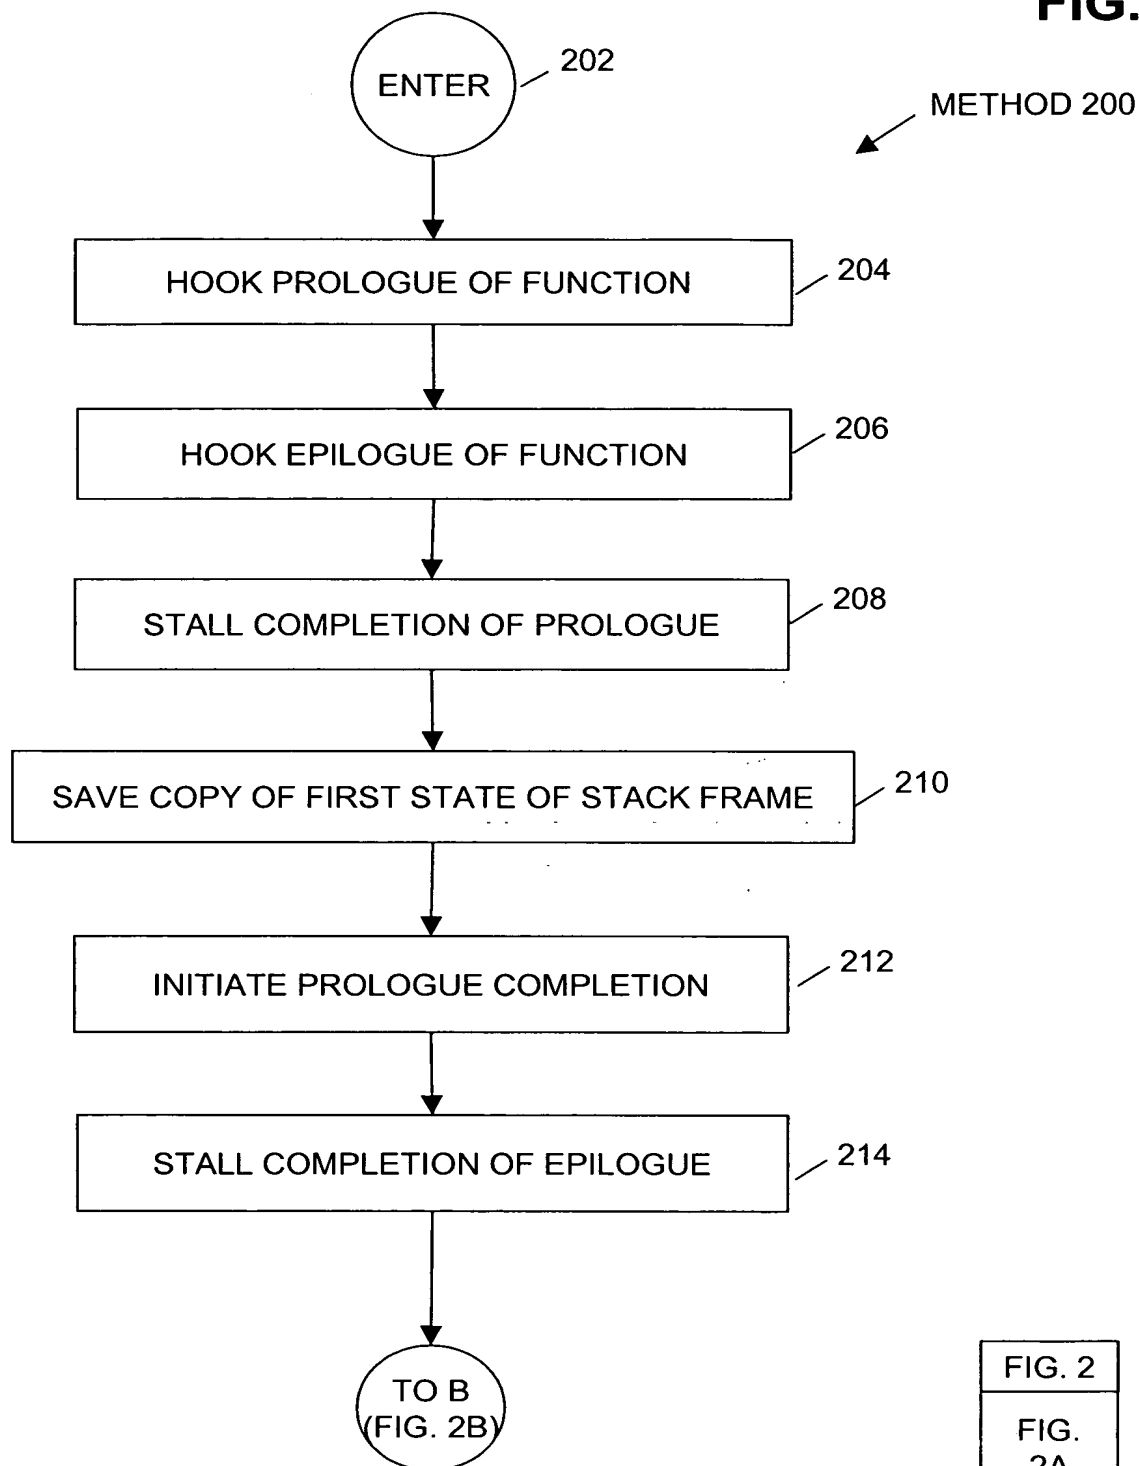 FIG.
ENTER
202
METHOD 200
HOOK PROLOGUE OF FUNCTION
204
HOOK EPILOGUE OF FUNCTION
206
STALL COMPLETION OF PROLOGUE
208
SAVE COPY OF FIRST STATE OF STACK FRAME
210
INITIATE PROLOGUE COMPLETION
212
STALL COMPLETION OF EPILOGUE
214
TO B
(FIG. 2B)
FIG. 2
FIG.
2A